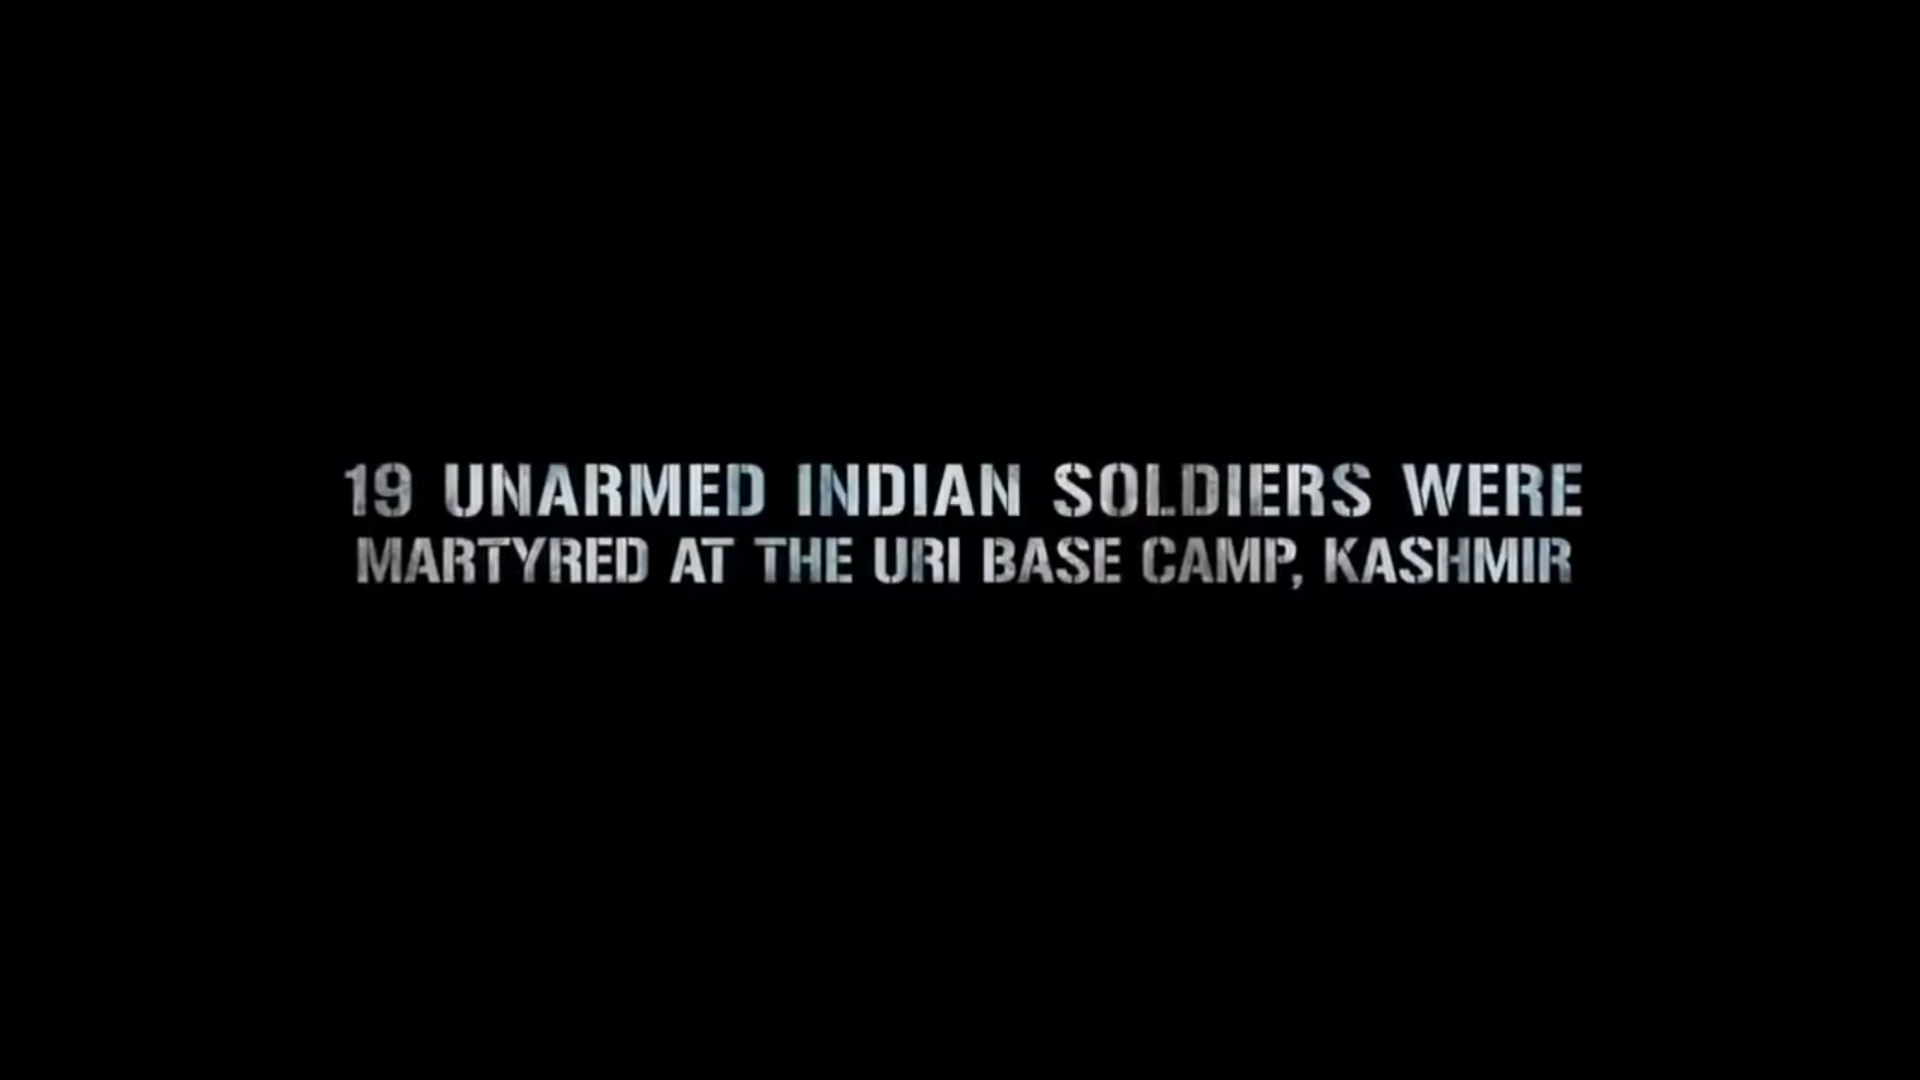 19 UNARMED INDIAN SOLDIERS WERE
MARTYRED AT THE URI BASE CAMP, KASHMIR